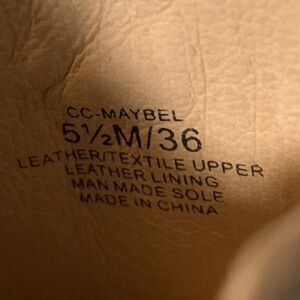 CC-MAYBEL
5½M/36
LEATHER/TEXTILE UPPER
LEATHER LINING
MAN MADE SOLE
MADE IN CHINA